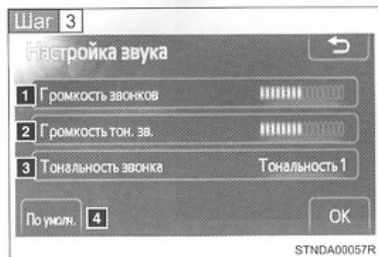 Шаг 3
Настройка звука
1 Громкость звонков
2 Громкость тон. зв.
3 Тональность звонка Тональность 1
По умолч. 4 OK
STNDA00057R